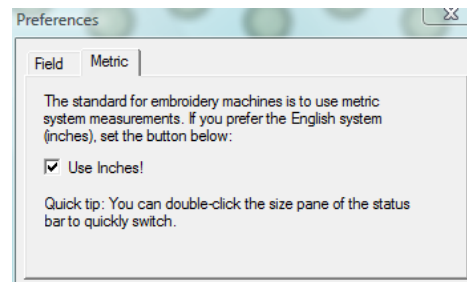 Preferences
Field Metric
The standard for embroidery machines is to use metric
system measurements. If you prefer the English system
(inches), set the button below:
Use Inches!
Quick tip: You can double-click the size pane of the status
bar to quickly switch.